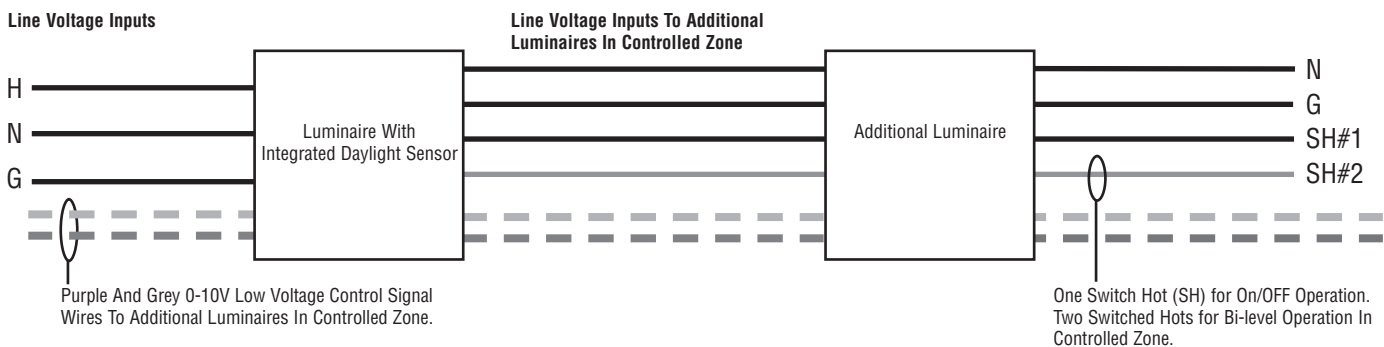 Line Voltage Inputs
Line Voltage Inputs To Additional
Luminaires In Controlled Zone
H
N
G
Luminaire With
Integrated Daylight Sensor
Additional Luminaire
N
G
SH#1
SH#2
Purple And Grey 0-10V Low Voltage Control Signal
Wires To Additional Luminaires In Controlled Zone.
One Switch Hot (SH) for On/OFF Operation.
Two Switched Hots for Bi-level Operation In
Controlled Zone.